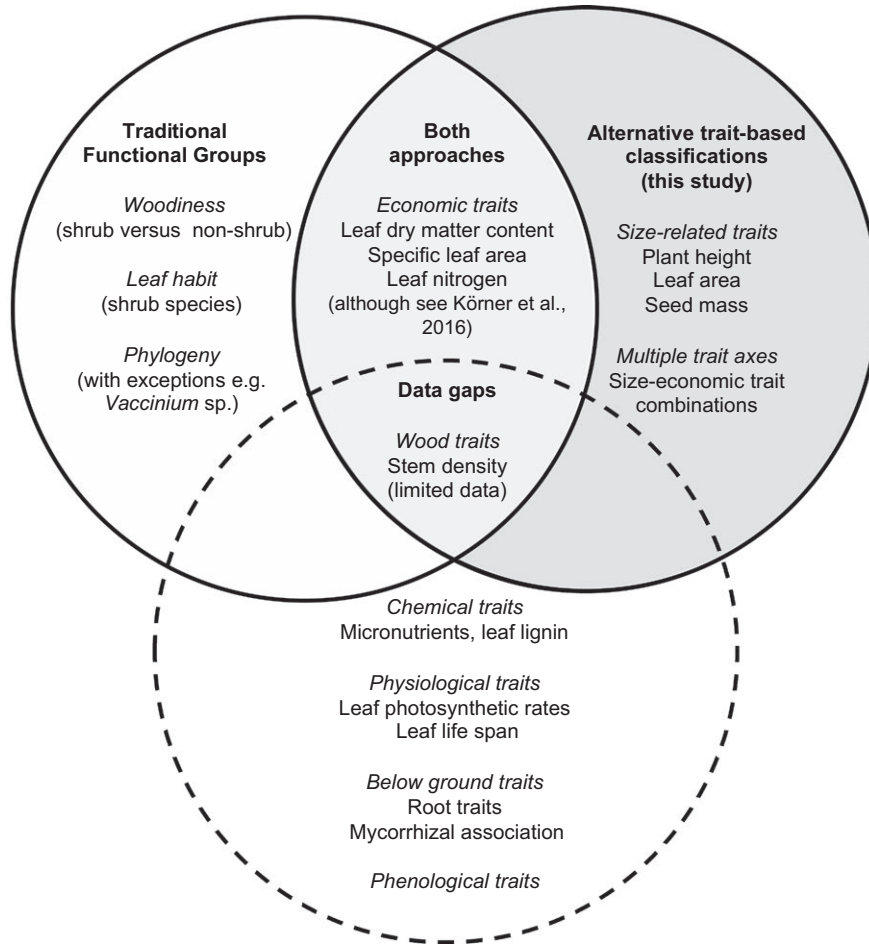 Traditional
Functional Groups
Woodiness
(shrub versus non-shrub)
Leaf habit
(shrub species)
Phylogeny
(with exceptions e.g.
Vaccinium sp.)
Both
approaches
Economic traits
Leaf dry matter content
Specific leaf area
Leaf nitrogen
(although see Körner et al.,
2016)
Alternative trait-based
classifications
(this study)
Size-related traits
Plant height
Leaf area
Seed mass
Multiple trait axes
Size-economic trait
combinations
Data gaps
Wood traits
Stem density
(limited data)
Chemical traits
Micronutrients, leaf lignin
Physiological traits
Leaf photosynthetic rates
Leaf life span
Below ground traits
Root traits
Mycorrhizal association
Phenological traits